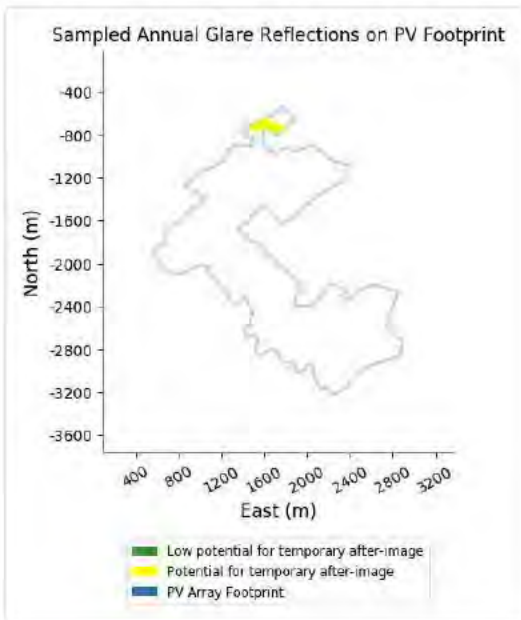 Sampled Annual Glare Reflections on PV Footprint
-400
-800
-1200
-1600
-2000
-2400
-2800
-3200
-3600
North (m)
400 800 1200 1600 2000 2400 2800 3200
East (m)
Low potential for temporary after-image
Potential for temporary after-image
PV Array Footprint